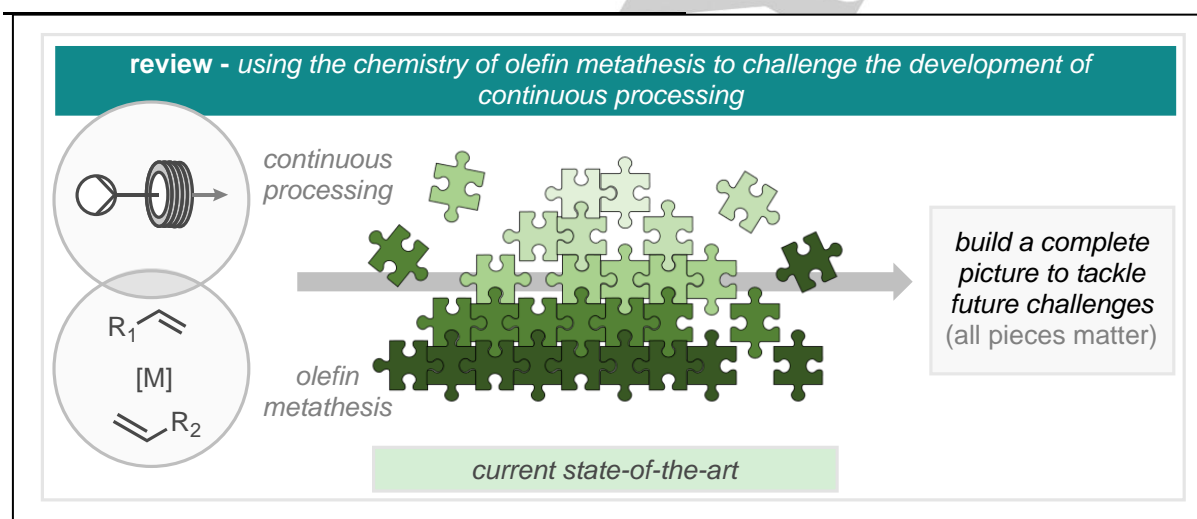 review - using the chemistry of olefin metathesis to challenge the development of
continuous processing
continuous
processing
R1
[M]
R2
olefin
metathesis
build a complete
picture to tackle
future challenges
(all pieces matter)
current state-of-the-art